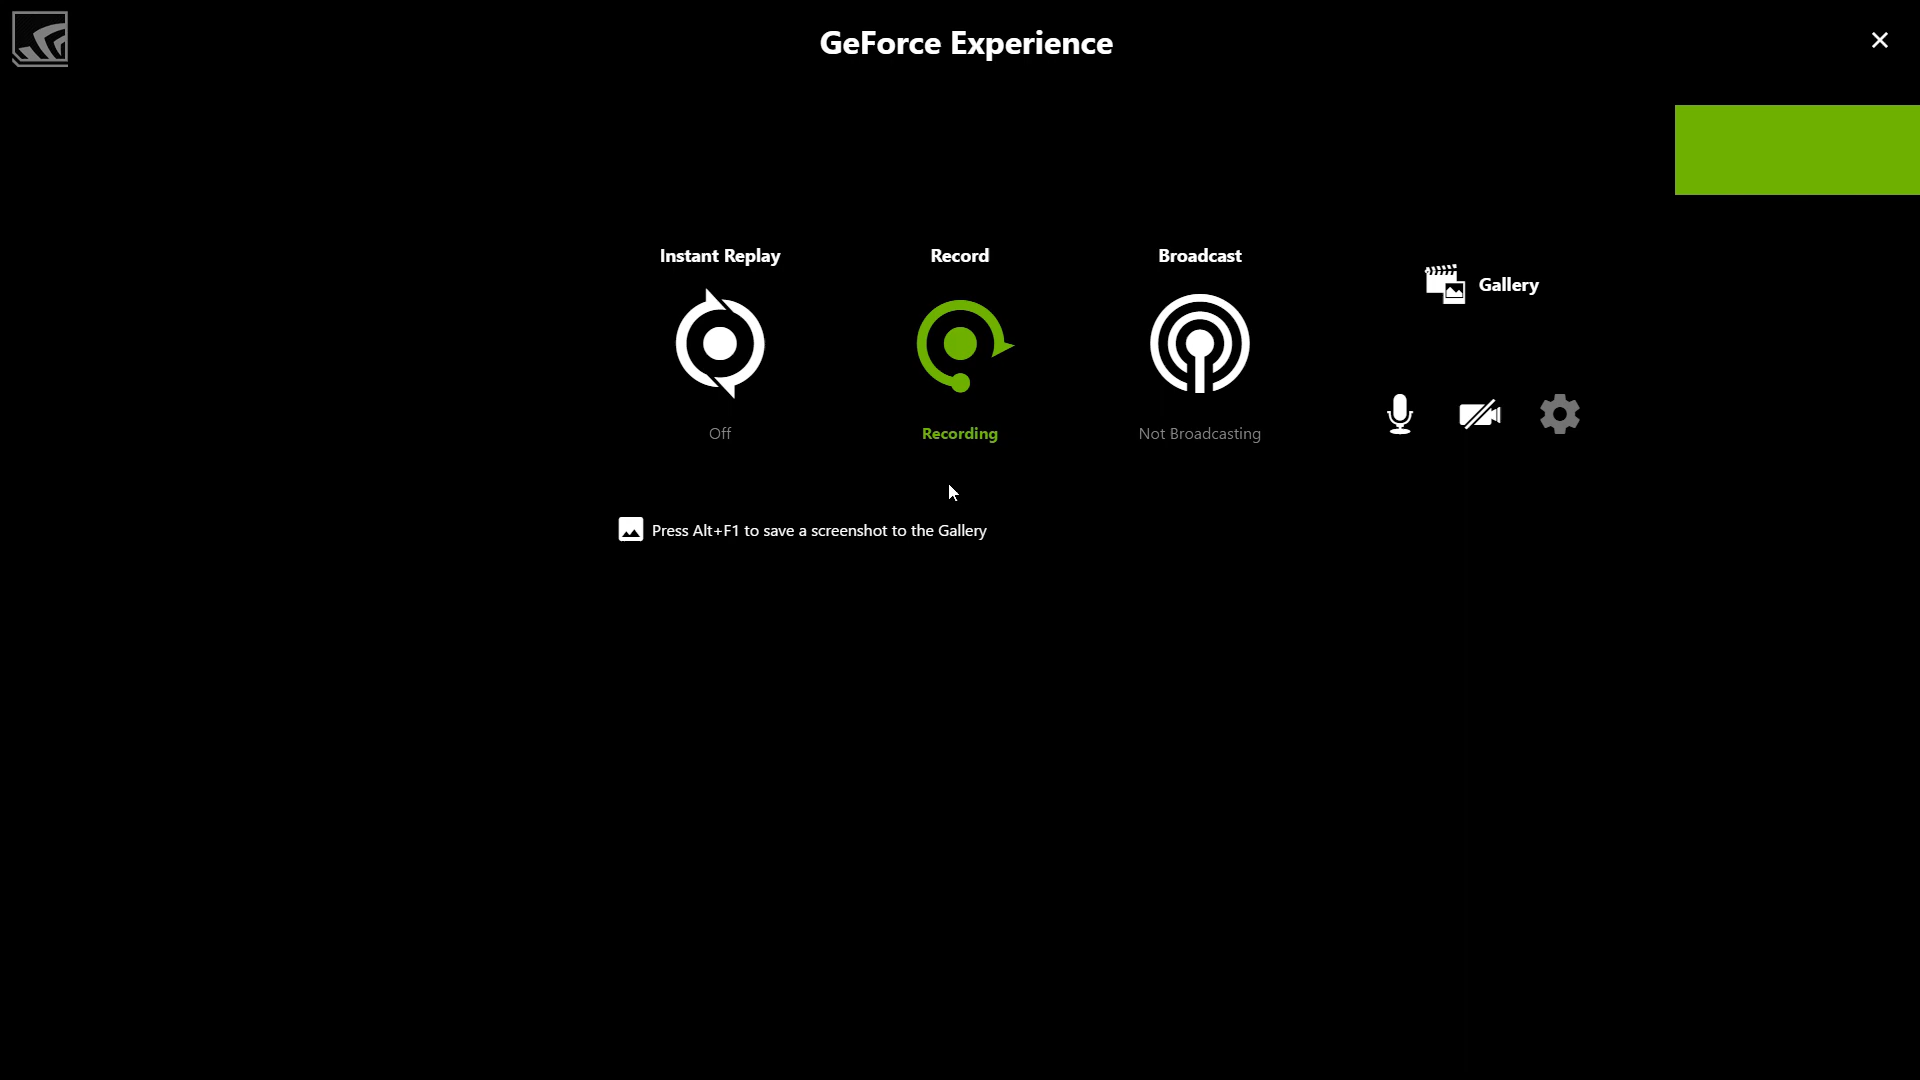 GeForce Experience
Instant Replay
Record
Broadcast
Gallery
Off
Recording
Not Broadcasting
Press Alt+F1 to save a screenshot to the Gallery